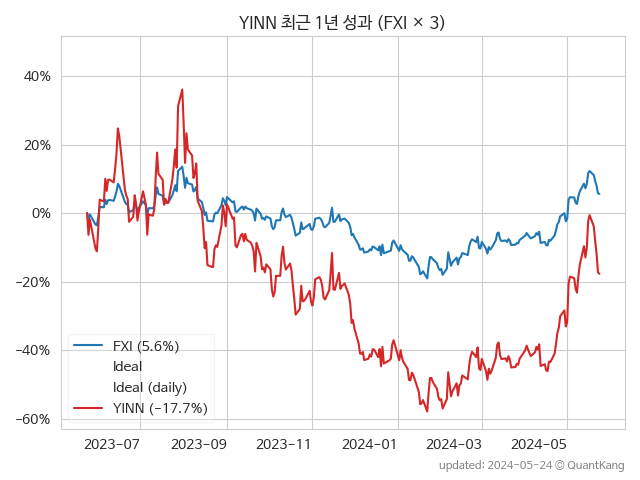 YINN 최근 1년 성과 (FXI × 3)
40%
20%
0%
−20%
−40%
−60%
FXI (5.6%)
Ideal
Ideal (daily)
YINN (−17.7%)
2023−07
2023−09
2023−11
2024−01
2024−03
2024−05
updated: 2024−05−24 ⓒ QuantKang